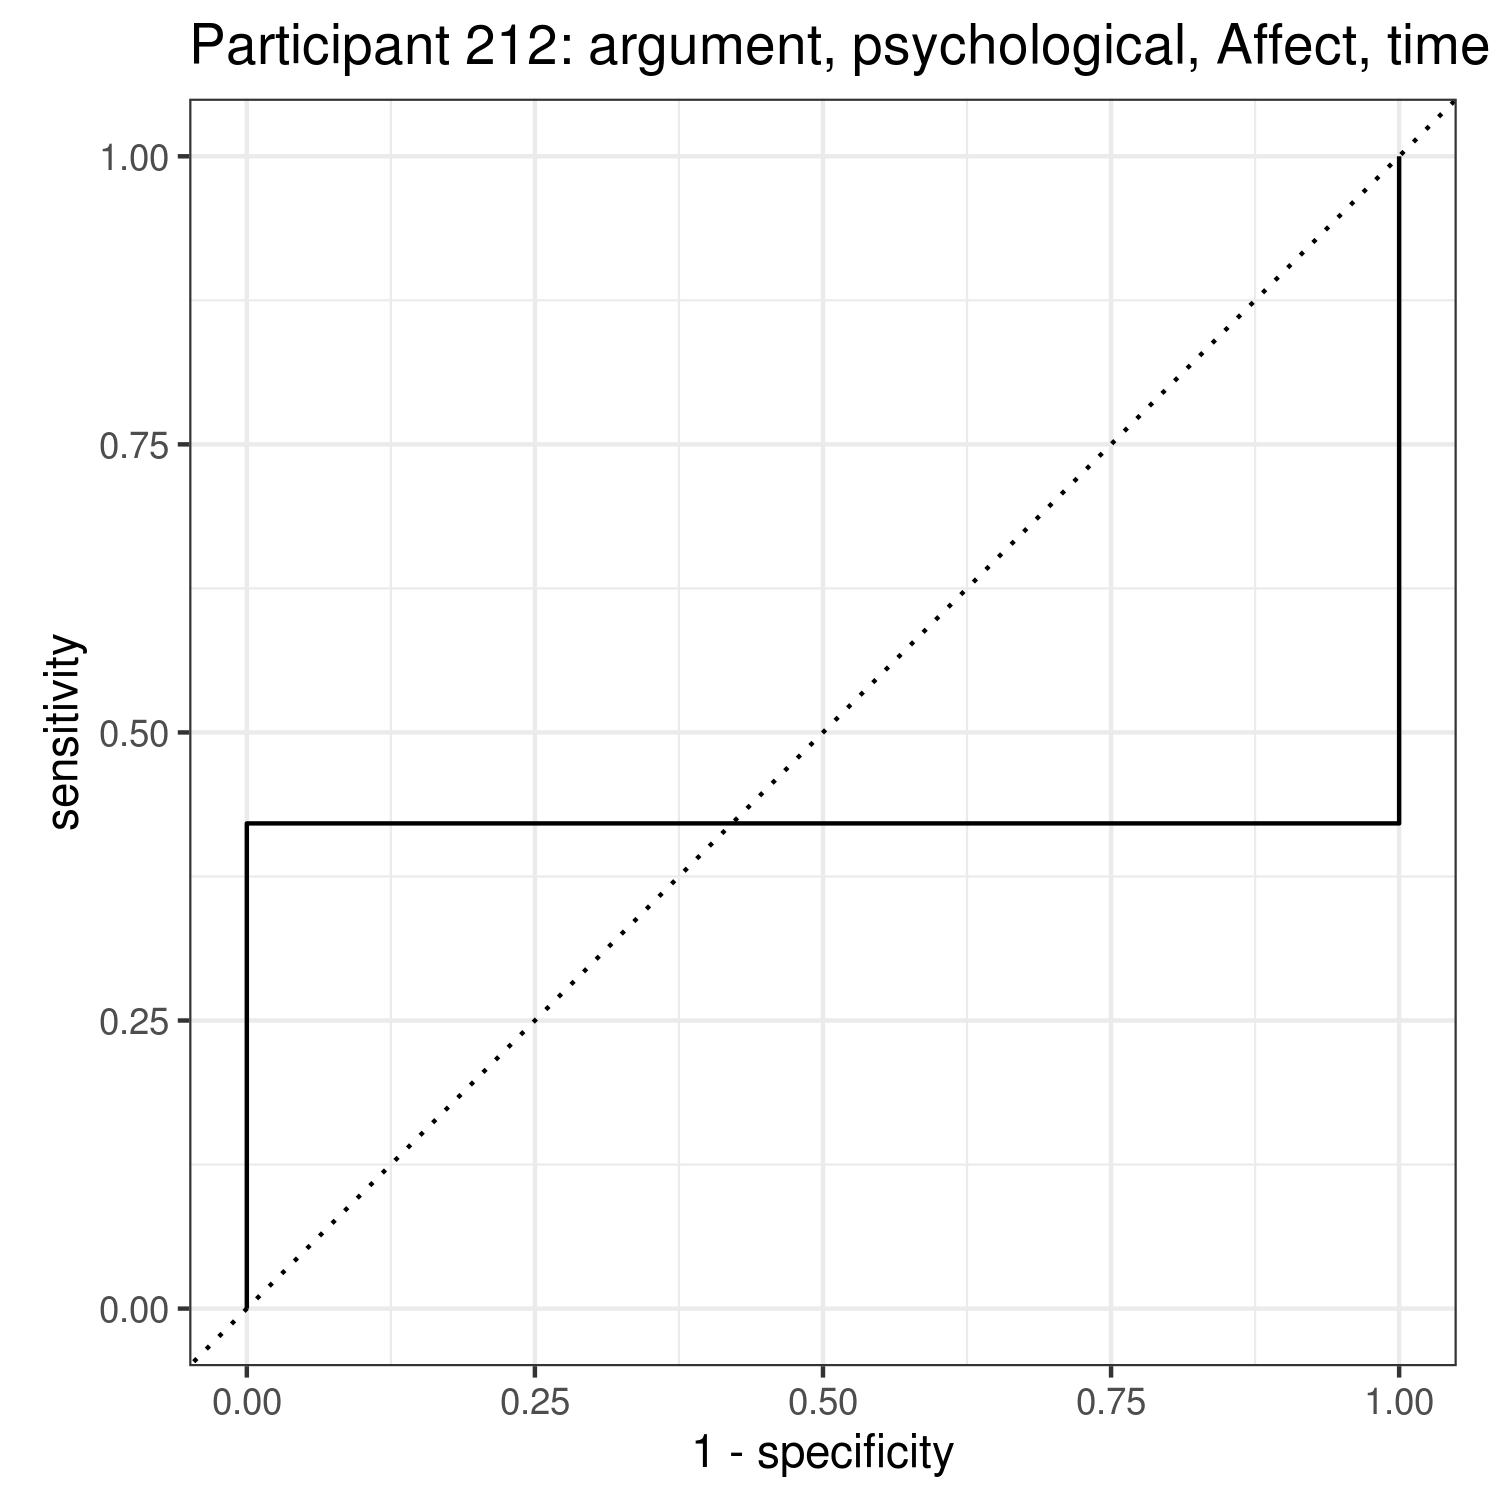 Participant 212: argument, psychological, Affect, time
1.00
0.75
0.50
0.25
0.00
sensitivity
0.00 0.25 0.50 0.75 1.00
1 - specificity